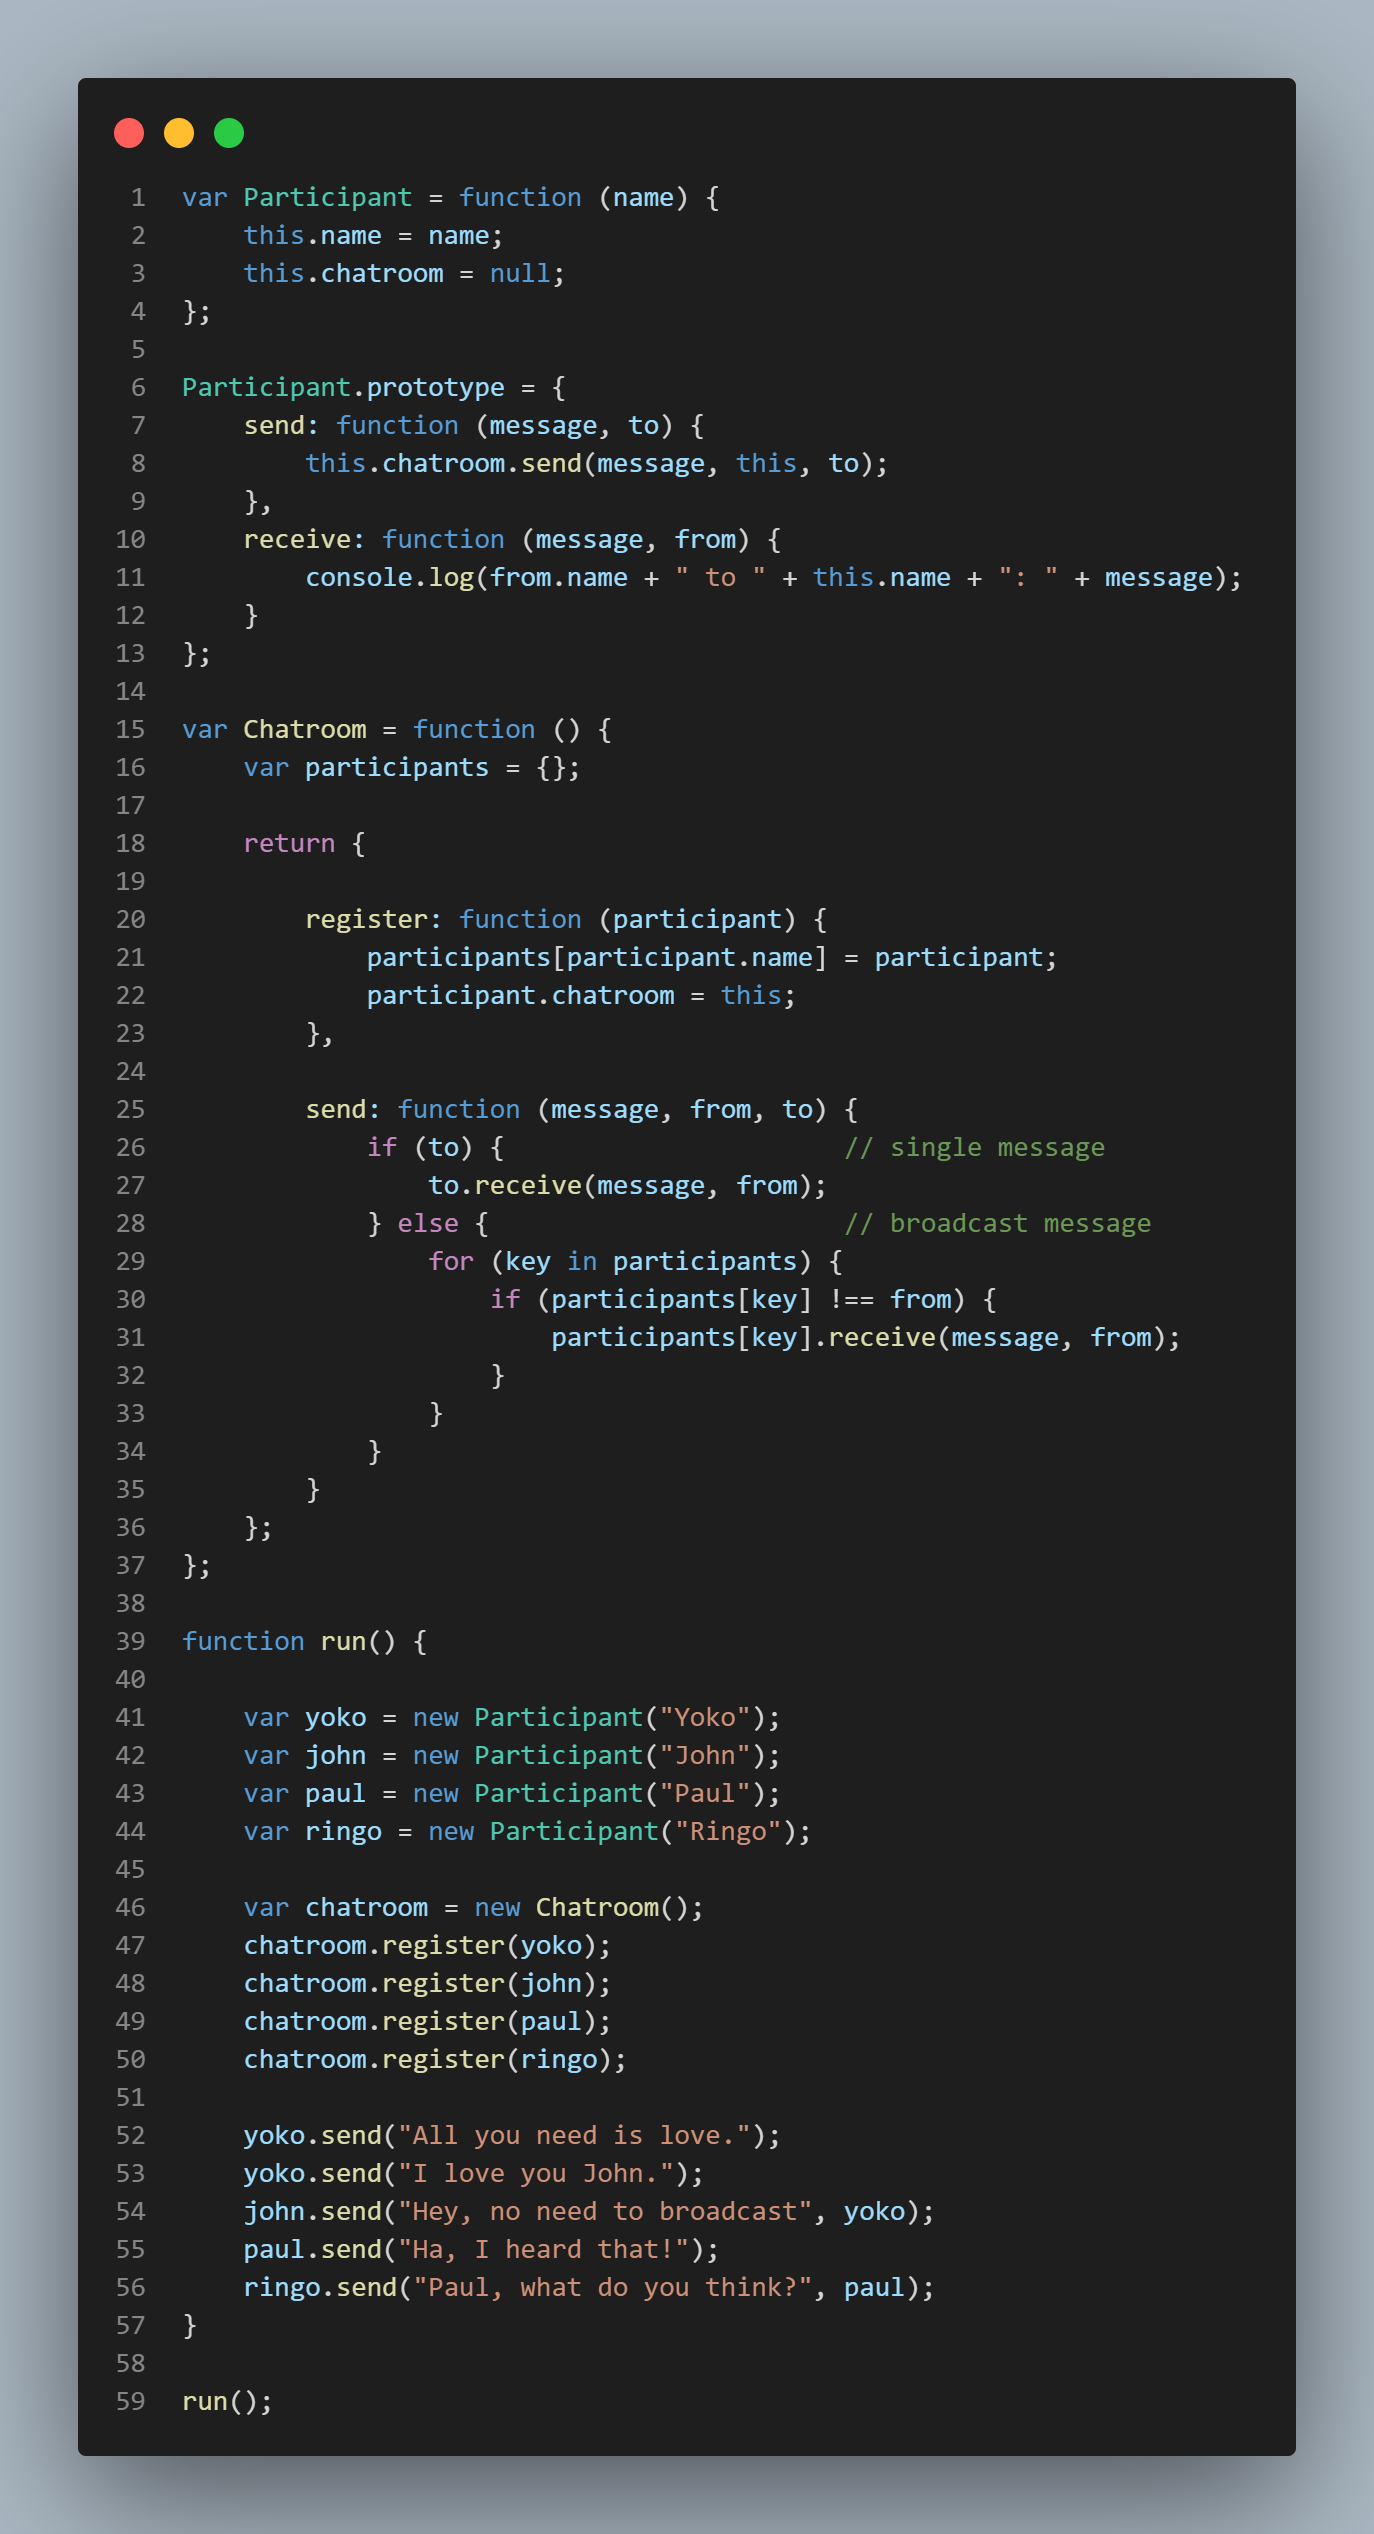 1 var Participant = function (name) {
2     this.name = name;
3     this.chatroom = null;
4 };
5
6 Participant.prototype = {
7     send: function (message, to) {
8         this.chatroom.send(message, this, to);
9     },
10     receive: function (message, from) {
11         console.log(from.name + " to " + this.name + ": " + message);
12     }
13 };
14
15 var Chatroom = function () {
16     var participants = {};
17
18     return {
19
20         register: function (participant) {
21             participants[participant.name] = participant;
22             participant.chatroom = this;
23         },
24
25         send: function (message, from, to) {
26             if (to) {                      // single message
27                 to.receive(message, from);
28             } else {                       // broadcast message
29                 for (key in participants) {
30                     if (participants[key] !== from) {
31                         participants[key].receive(message, from);
32                     }
33                 }
34             }
35         }
36     };
37 };
38
39 function run() {
40
41     var yoko = new Participant("Yoko");
42     var john = new Participant("John");
43     var paul = new Participant("Paul");
44     var ringo = new Participant("Ringo");
45
46     var chatroom = new Chatroom();
47     chatroom.register(yoko);
48     chatroom.register(john);
49     chatroom.register(paul);
50     chatroom.register(ringo);
51
52     yoko.send("All you need is love.");
53     yoko.send("I love you John.");
54     john.send("Hey, no need to broadcast", yoko);
55     paul.send("Ha, I heard that!");
56     ringo.send("Paul, what do you think?", paul);
57 }
58
59 run();